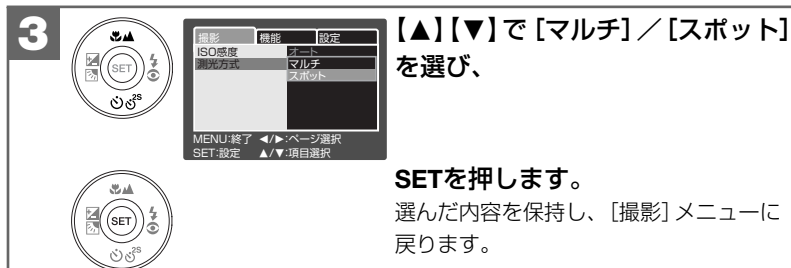 3
SET
2S
撮影 機能 設定
ISO感度 オート
測光方式 マルチ
スポット
MENU:終了 ◀/▶:ページ選択
SET:設定 ▲/▼:項目選択
【▲】【▼】で [マルチ] / [スポット]
を選び、
SET
2S
SETを押します。
選んだ内容を保持し、[撮影] メニューに
戻ります。